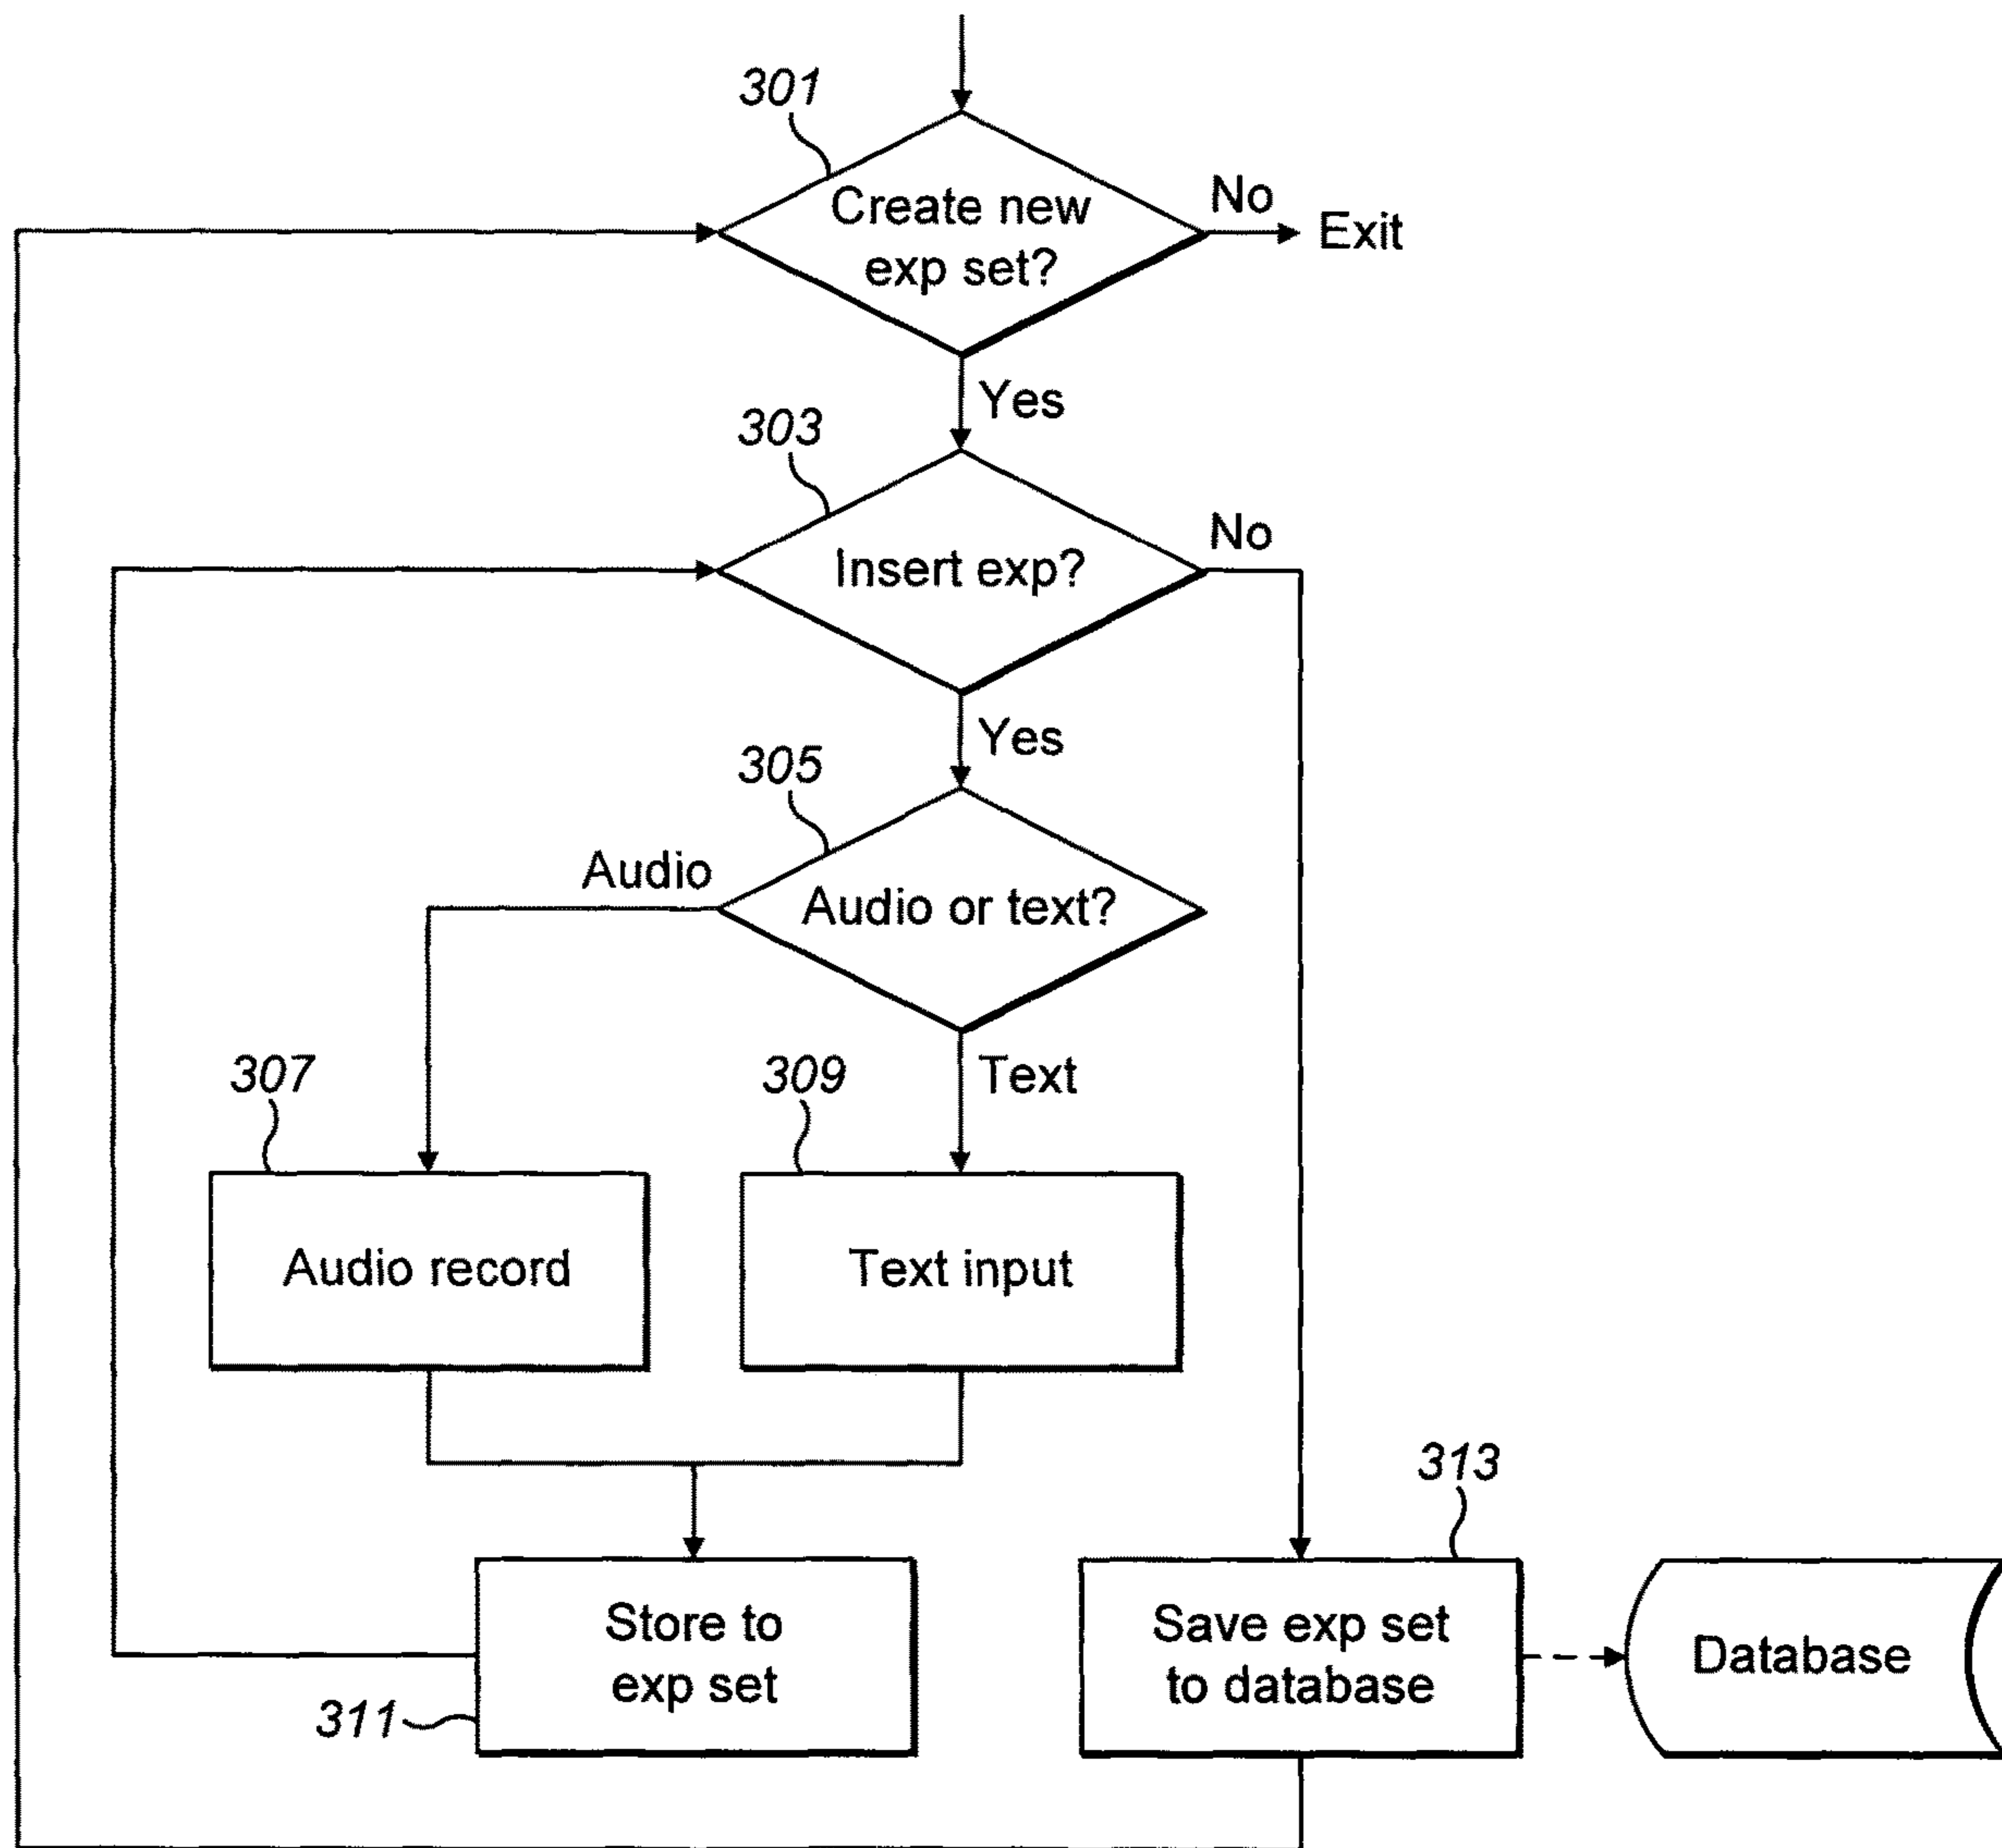 301
Create new
exp set?
No
Exit
Yes
303
Insert exp?
No
Yes
305
Audio
Audio or text?
307
309
Text
Audio record
Text input
313
Store to
exp set
311
Save exp set
to database
Database